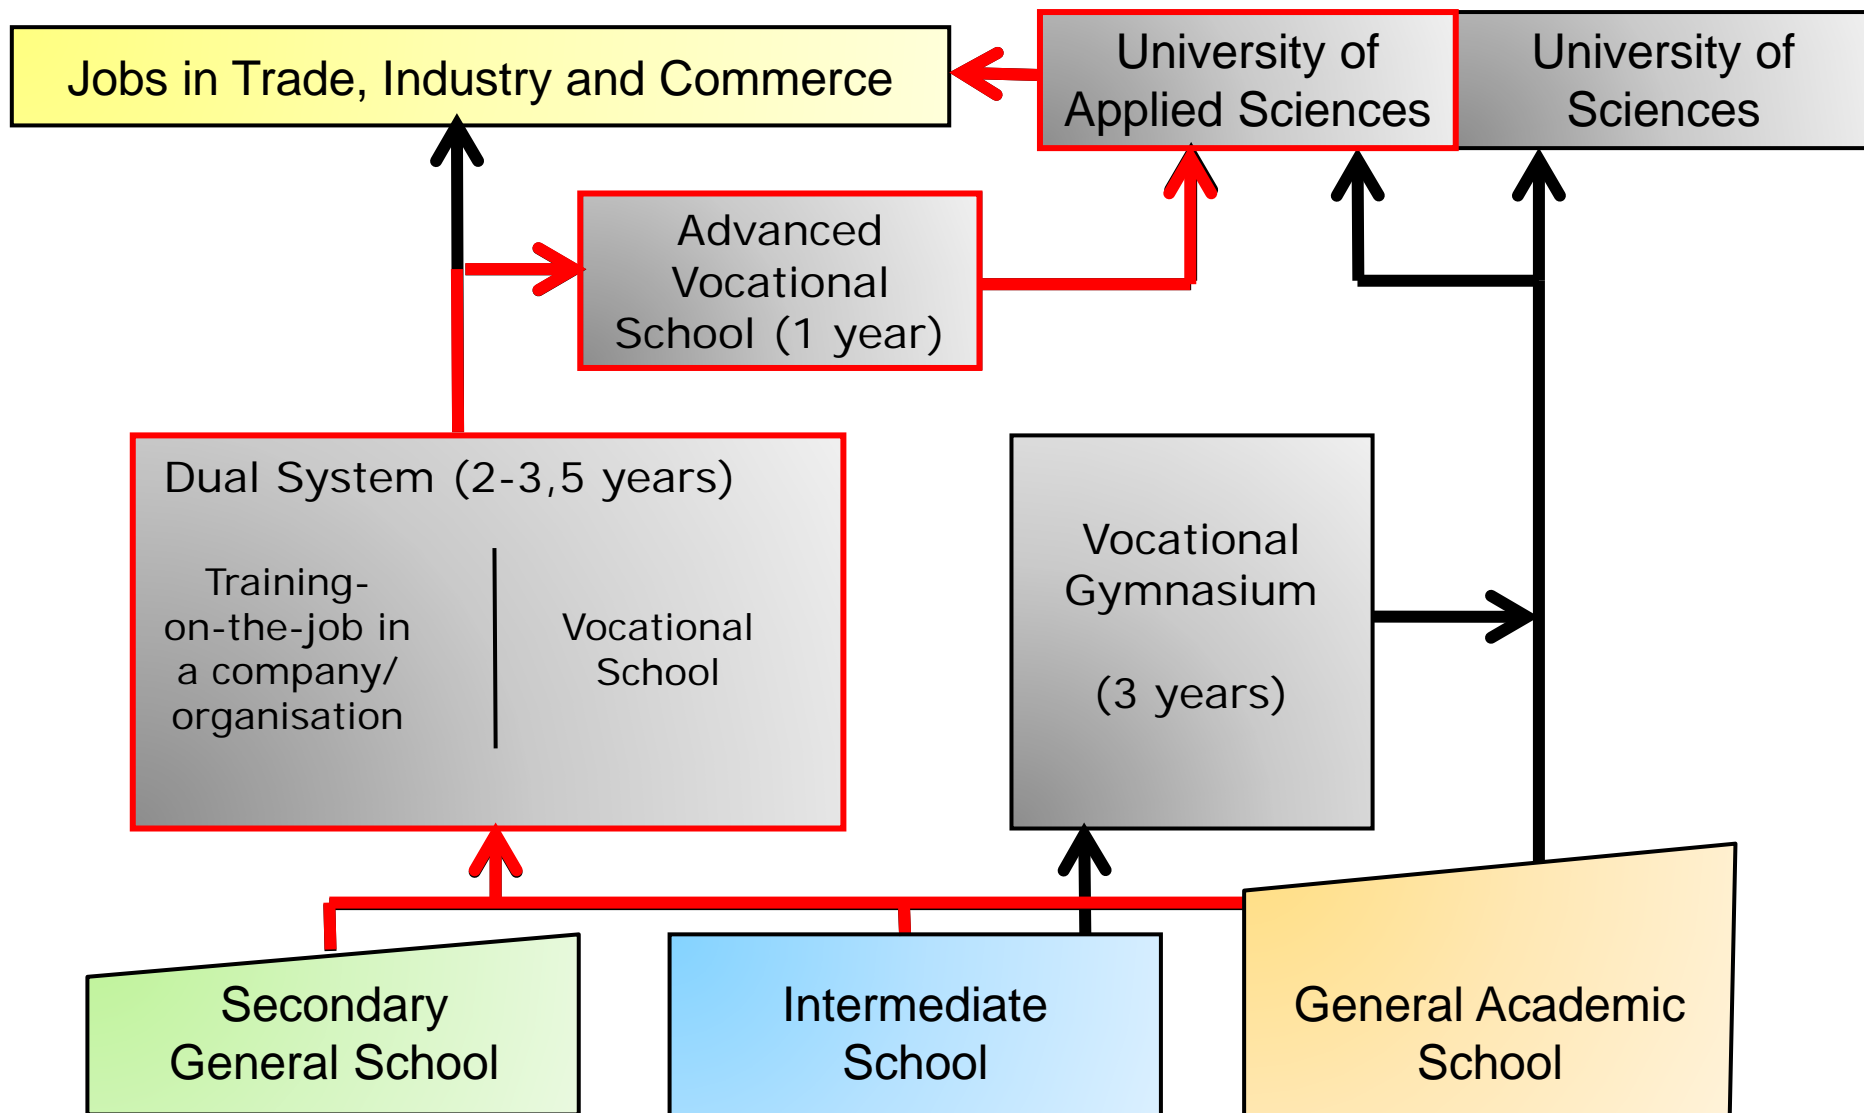 Jobs in Trade, Industry and Commerce
University of
Applied Sciences
University of
Sciences
Advanced
Vocational
School (1 year)
Dual System (2-3,5 years)
Training-
on-the-job in
a company/
organisation
Vocational
School
Vocational
Gymnasium
(3 years)
Secondary
General School
Intermediate
School
General Academic
School